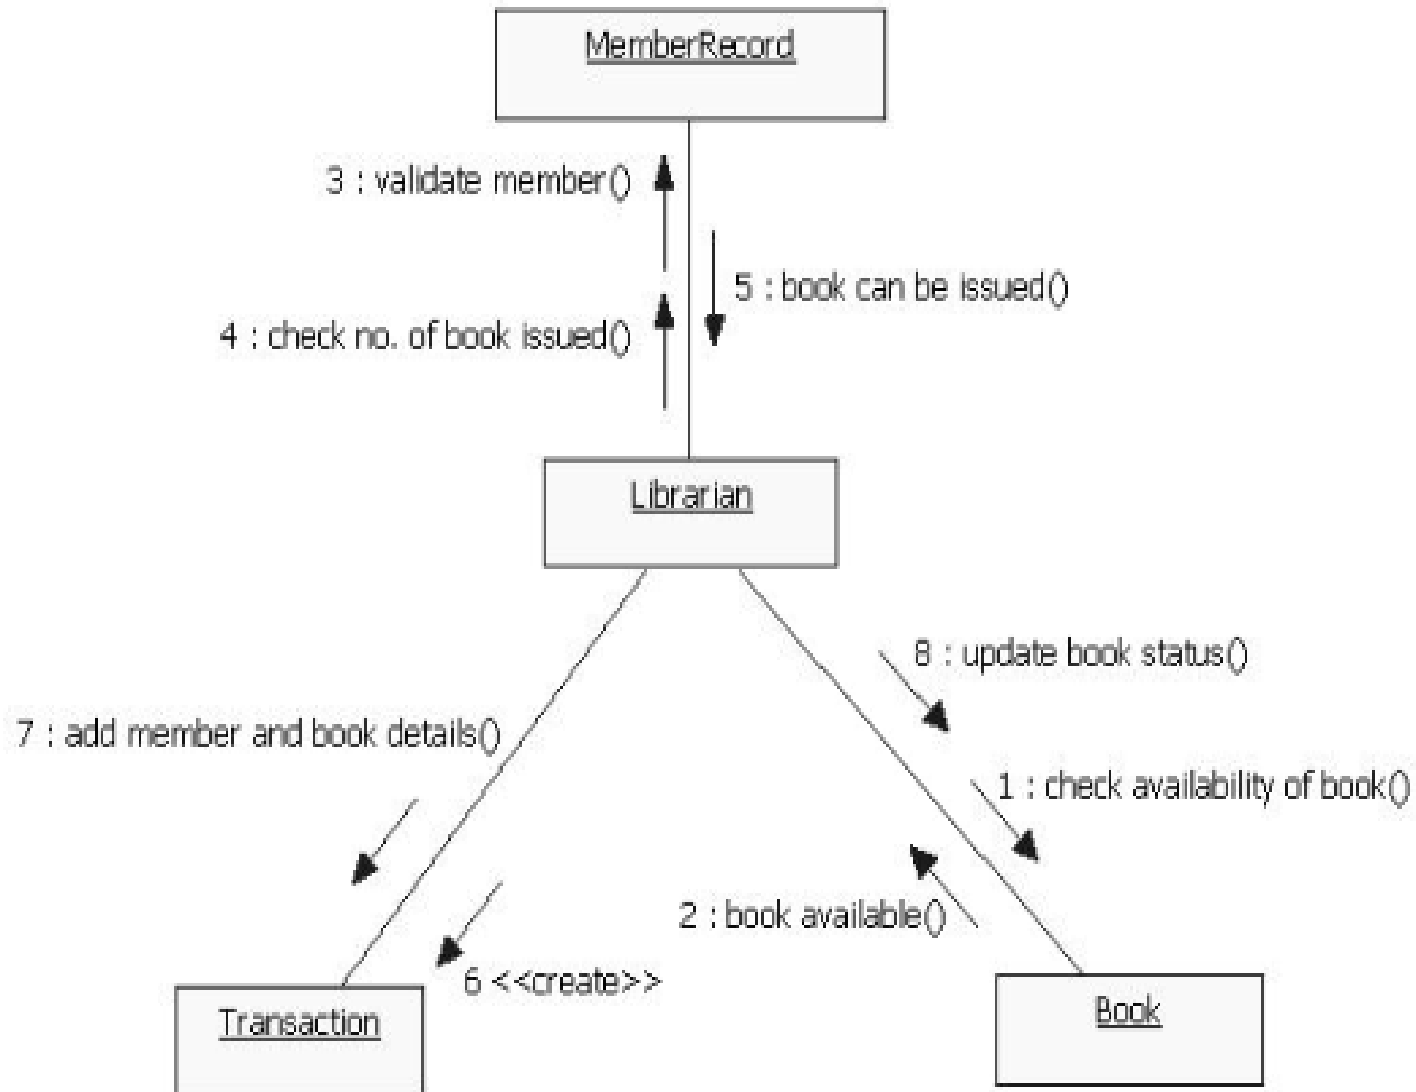 MemberRecord
3 : validate member()
5 : book can be issued()
4 : check no. of book issued()
Librarian
8 : update book status()
7 : add member and book details()
1 : check availability of book()
2 : book available()
6 <<create>>
Transaction
Book